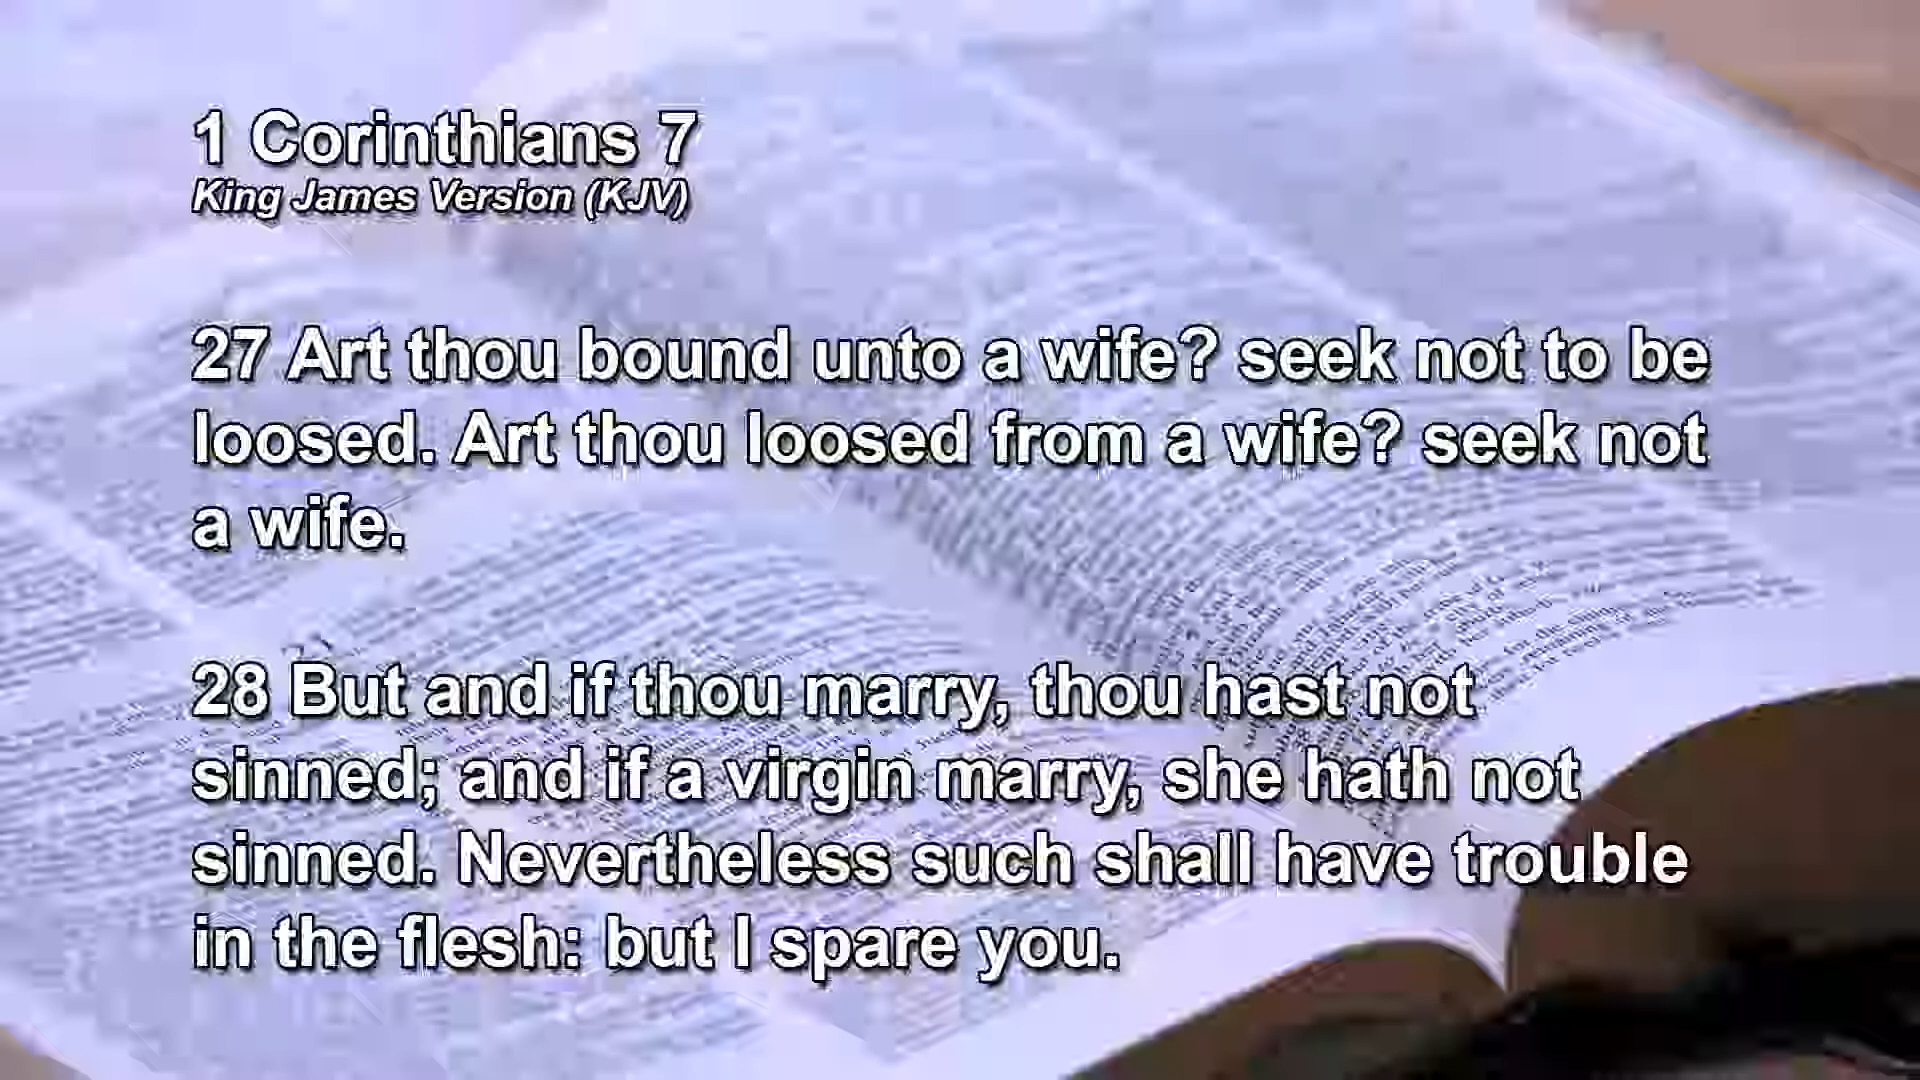 1 Corinthians 7
King James Version (KJV)
27 Art thou bound unto a wife? seek not to be
loosed. Art thou loosed from a wife? seek not
a wife.
28 But and if thou marry, thou hast not
sinned; and if a virgin marry, she hath not
sinned. Nevertheless such shall have trouble
in the flesh: but I spare you.